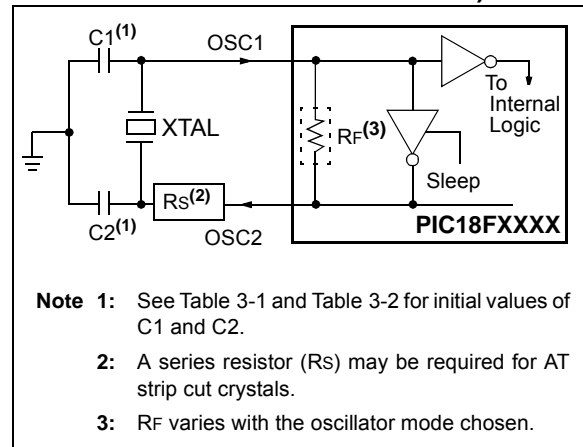 C1(1)
OSC1
To
Internal
Logic
XTAL
RF(3)
Sleep
C2(1)
RS(2)
OSC2
PIC18FXXXX
Note 1: See Table 3-1 and Table 3-2 for initial values of
C1 and C2.
2: A series resistor (RS) may be required for AT
strip cut crystals.
3: RF varies with the oscillator mode chosen.